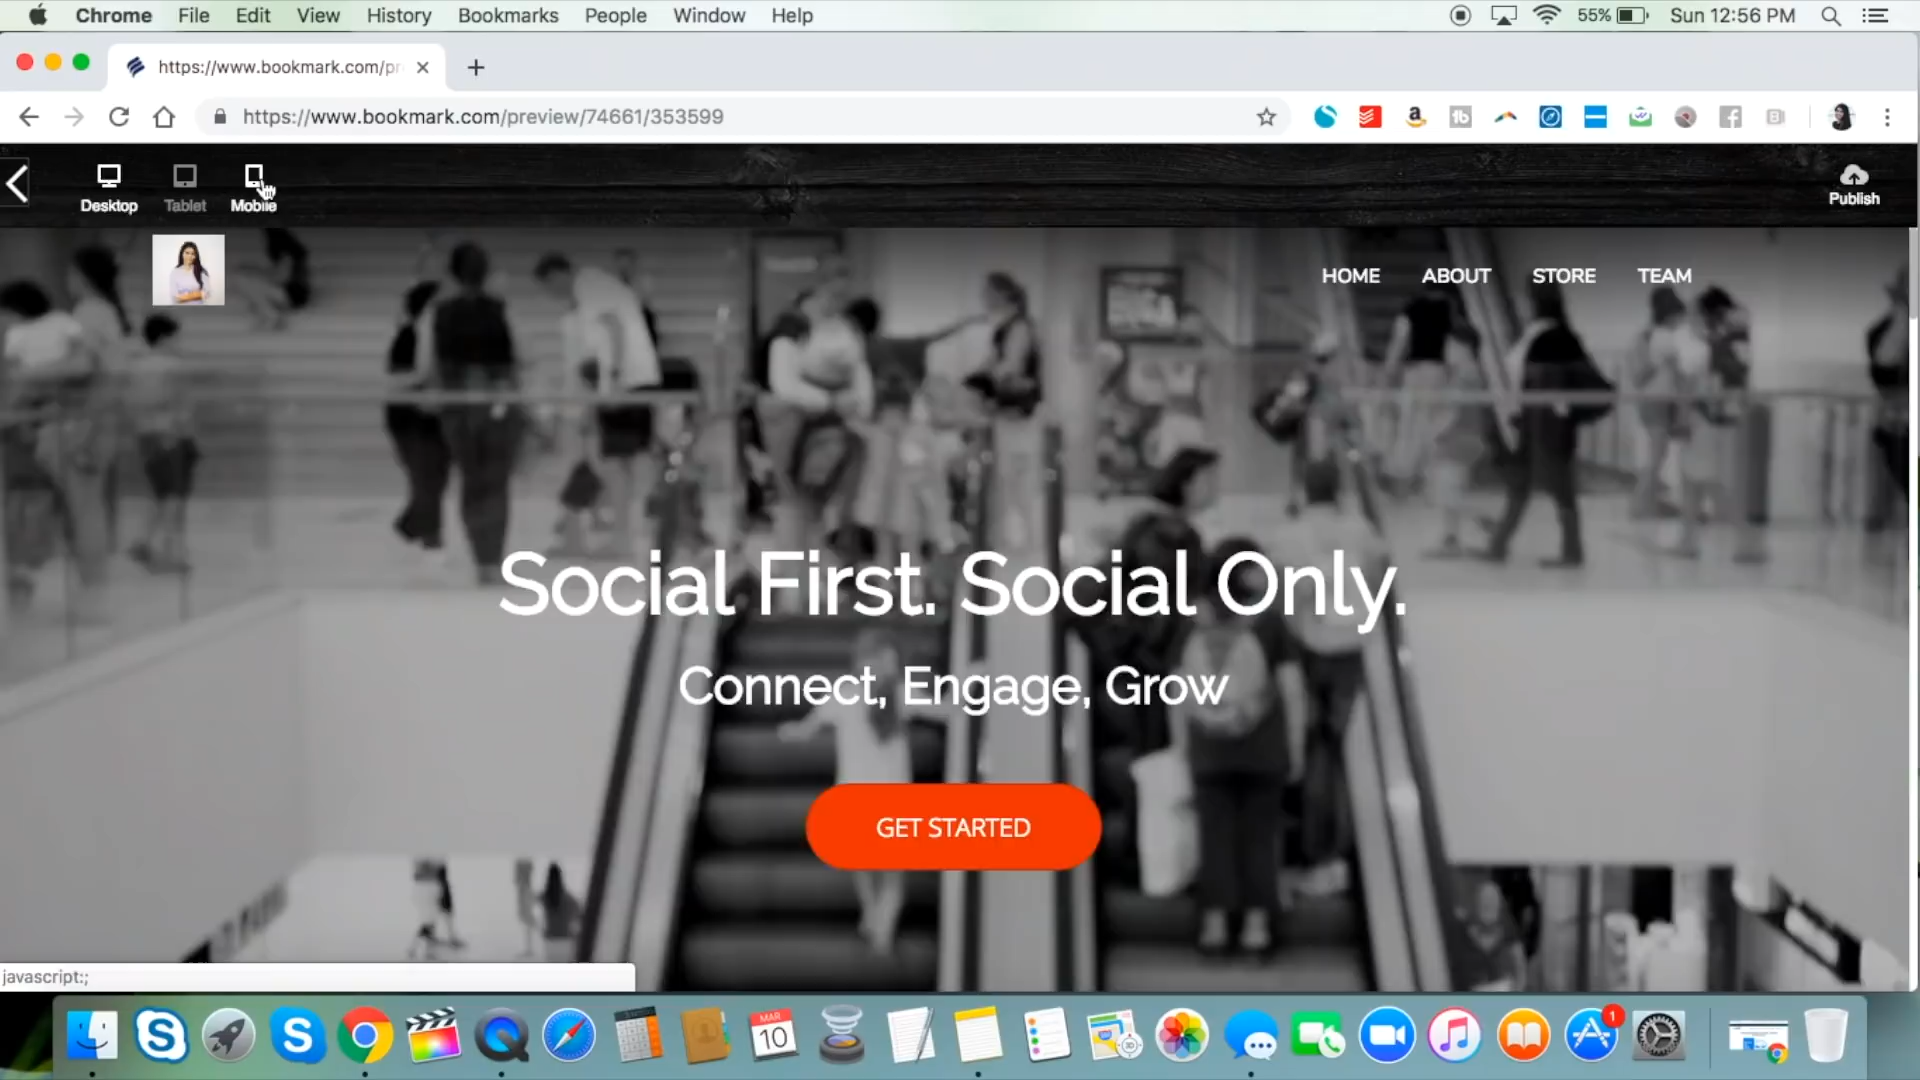 Chrome File Edit View History Bookmarks People Window Help 55% Sun 12:56 PM
https://www.bookmark.com/pr
https://www.bookmark.com/preview/74661/353599
Desktop Tablet Mobile Publish
HOME ABOUT STORE TEAM
Social First. Social Only.
Connect, Engage, Grow
GET STARTED
javascript:;
MAR
10
1